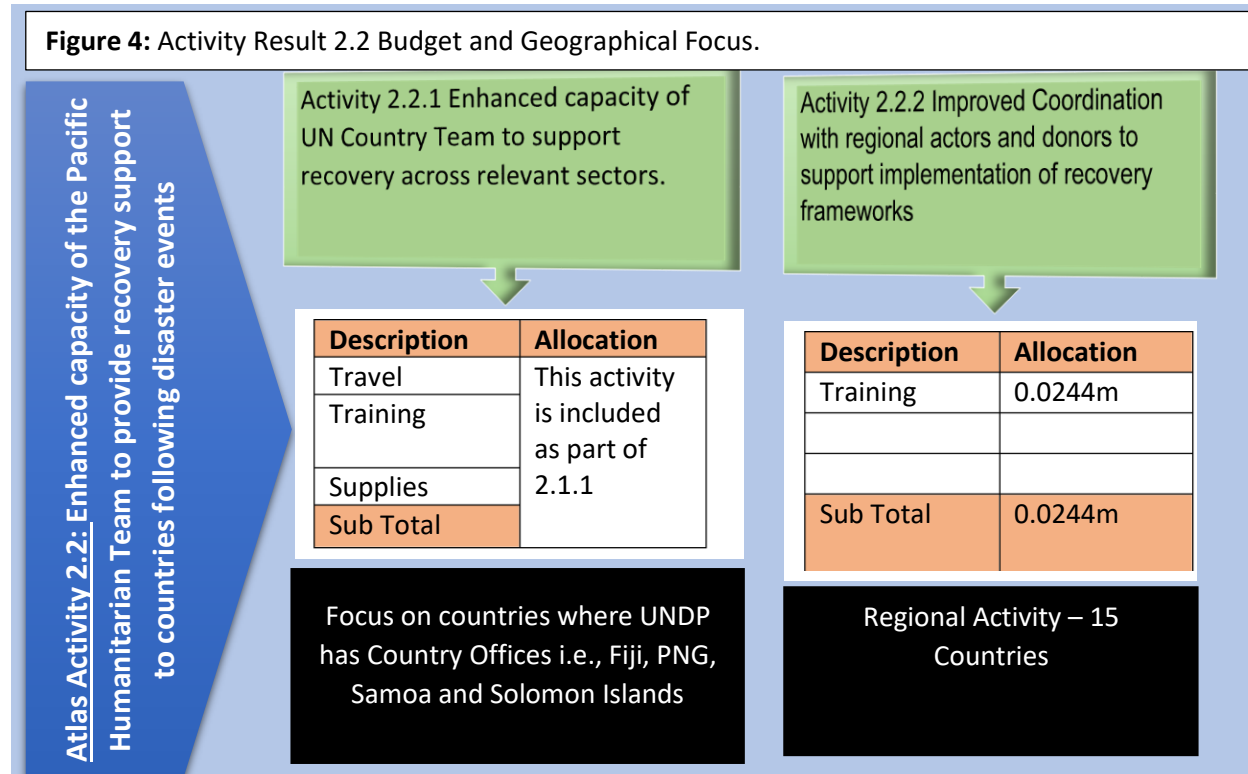 Figure 4: Activity Result 2.2 Budget and Geographical Focus.
Atlas Activity 2.2: Enhanced capacity of the Pacific
Humanitarian Team to provide recovery support
to countries following disaster events
Activity 2.2.1 Enhanced capacity of
UN Country Team to support
recovery across relevant sectors.
Description Allocation
Travel This activity
Training is included
as part of
Supplies 2.1.1
Sub Total
Focus on countries where UNDP
has Country Offices i.e., Fiji, PNG,
Samoa and Solomon Islands
Activity 2.2.2 Improved Coordination
with regional actors and donors to
support implementation of recovery
frameworks
Description Allocation
Training 0.0244m
Sub Total 0.0244m
Regional Activity – 15
Countries